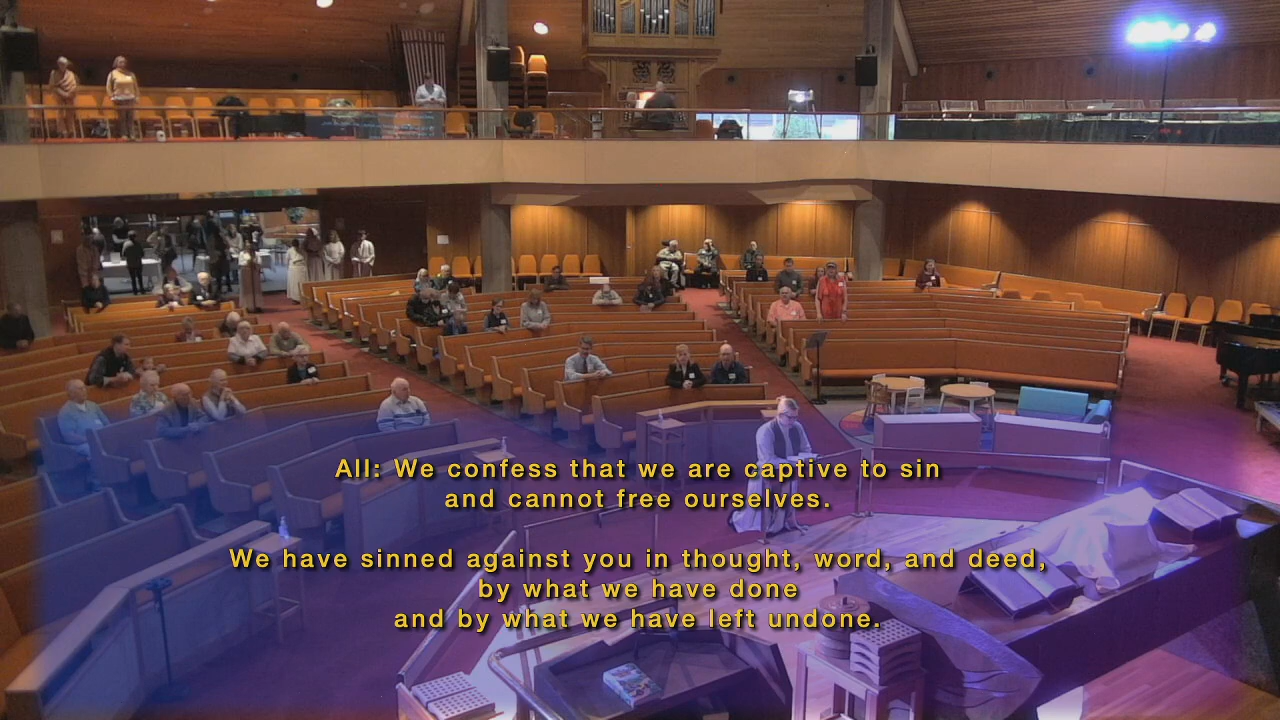 All: We confess that we are captive to sin
and cannot free ourselves.
We have sinned against you in thought, word, and deed,
by what we have done
and by what we have left undone.